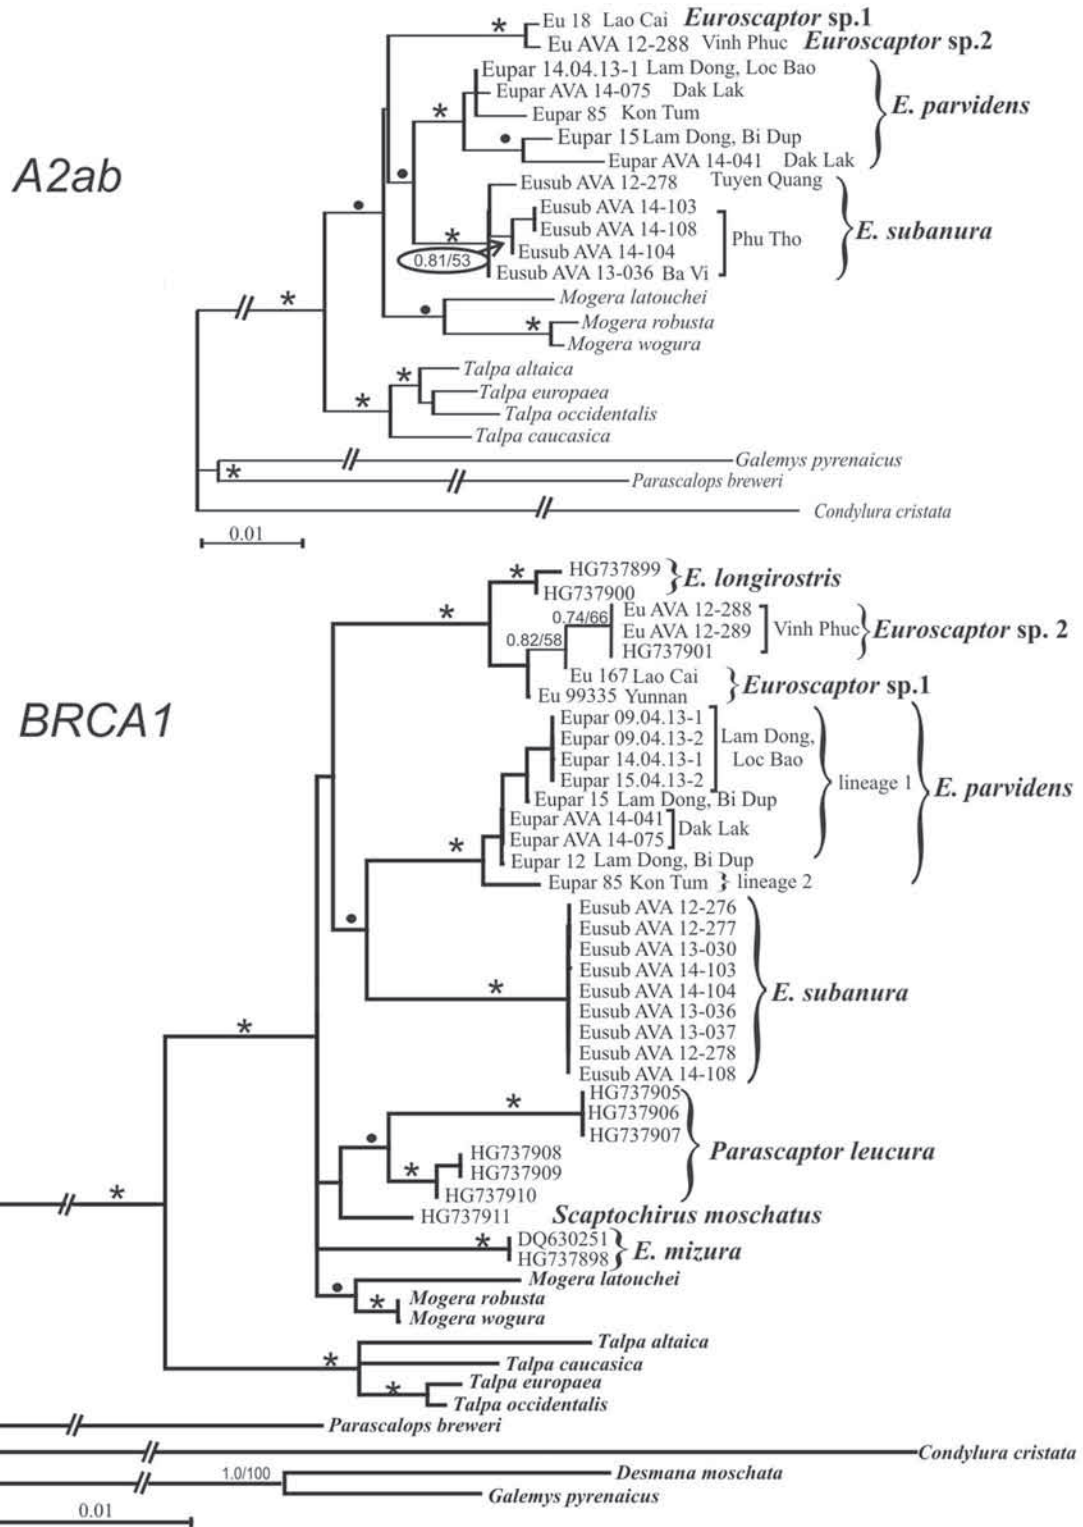 Eu 18 Lao Cai Euroscaptor sp.1
Eu AVA 12-288 Vinh Phuc Euroscaptor sp.2
Eupar 14.04.13-1 Lam Dong, Loc Bao
Eupar AVA 14-075 Dak Lak
E. parvidens
Eupar 85 Kon Tum
Eupar 15 Lam Dong, Bi Dup
Eupar AVA 14-041 Dak Lak
A2ab
Eusub AVA 12-278 Tuyen Quang
Eusub AVA 14-103
Eusub AVA 14-108
Phu Tho
E. subanura
Eusub AVA 14-104
0.81/53
Eusub AVA 13-036 Ba Vi
Mogera latouchei
Mogera robusta
Mogera wogura
Talpa altaica
Talpa europaea
Talpa occidentalis
Talpa caucasica
Galemys pyrenaicus
Parascalops breweri
Condylura cristata
0.01
HG737899
E. longirostris
HG737900
Eu AVA 12-288
0.74/66
Eu AVA 12-289
Vinh Phuc
Euroscaptor sp. 2
0.82/58
HG737901
Eu 167 Lao Cai
Euroscaptor sp.1
Eu 99335 Yunnan
BRCA1
Eupar 09.04.13-1
Eupar 09.04.13-2
Lam Dong,
Eupar 14.04.13-1
Loc Bao
Eupar 15.04.13-2
lineage 1
E. parvidens
Eupar 15 Lam Dong, Bi Dup
Eupar AVA 14-041
Eupar AVA 14-075
Dak Lak
Eupar 12 Lam Dong, Bi Dup
Eupar 85 Kon Tum
lineage 2
Eusub AVA 12-276
Eusub AVA 12-277
Eusub AVA 13-030
Eusub AVA 14-103
Eusub AVA 14-104
E. subanura
Eusub AVA 13-036
Eusub AVA 13-037
Eusub AVA 12-278
Eusub AVA 14-108
HG737905
HG737906
HG737907
Parascaptor leucura
HG737908
HG737909
HG737910
HG737911 Scaptochirus moschatus
DQ630251
E. mizura
HG737898
Mogera latouchei
Mogera robusta
Mogera wogura
Talpa altaica
Talpa caucasica
Talpa europaea
Talpa occidentalis
Parascalops breweri
Condylura cristata
1.0/100
Desmana moschata
Galemys pyrenaicus
0.01